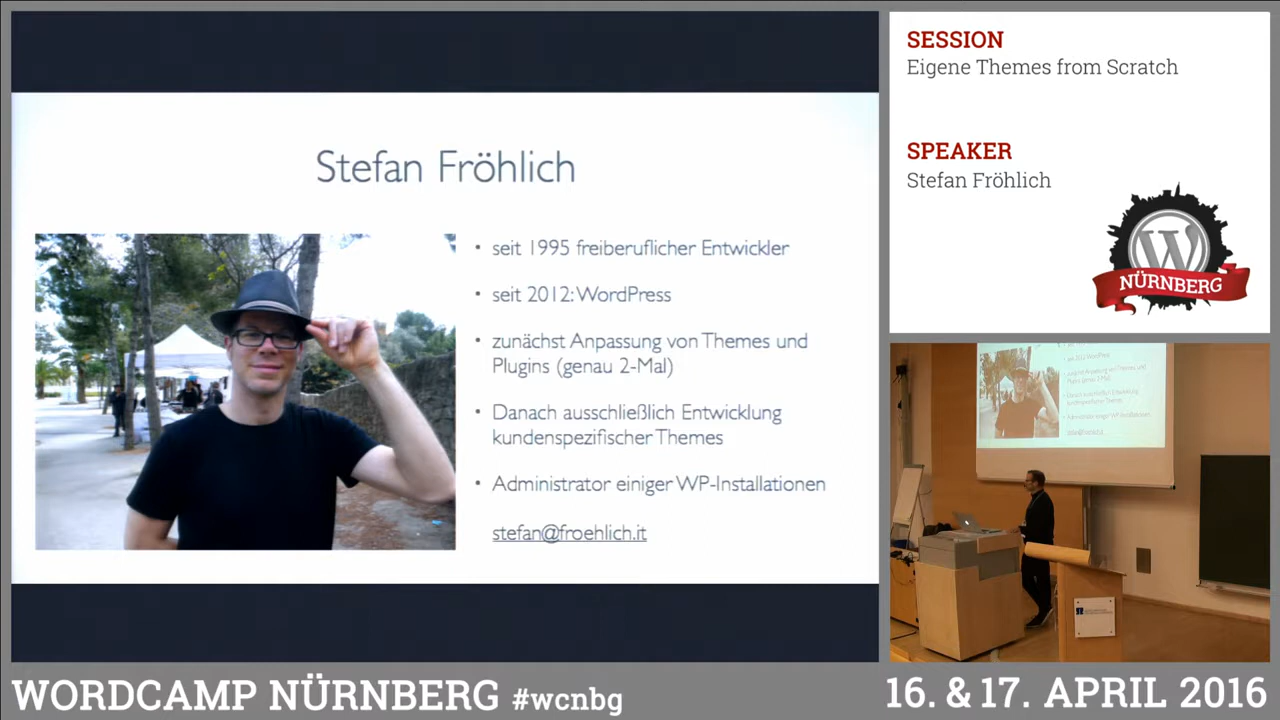 Stefan Fröhlich
• seit 1995 freiberuflicher Entwickler
• seit 2012: WordPress
• zunächst Anpassung von Themes und
Plugins (genau 2-Mal)
• Danach ausschließlich Entwicklung
kundenspezifischer Themes
• Administrator einiger WP-Installationen
stefan@froehlich.it
SESSION
Eigene Themes from Scratch
SPEAKER
Stefan Fröhlich
W
NÜRNBERG
WORDCAMP NÜRNBERG #wcnbg
16. & 17. APRIL 2016